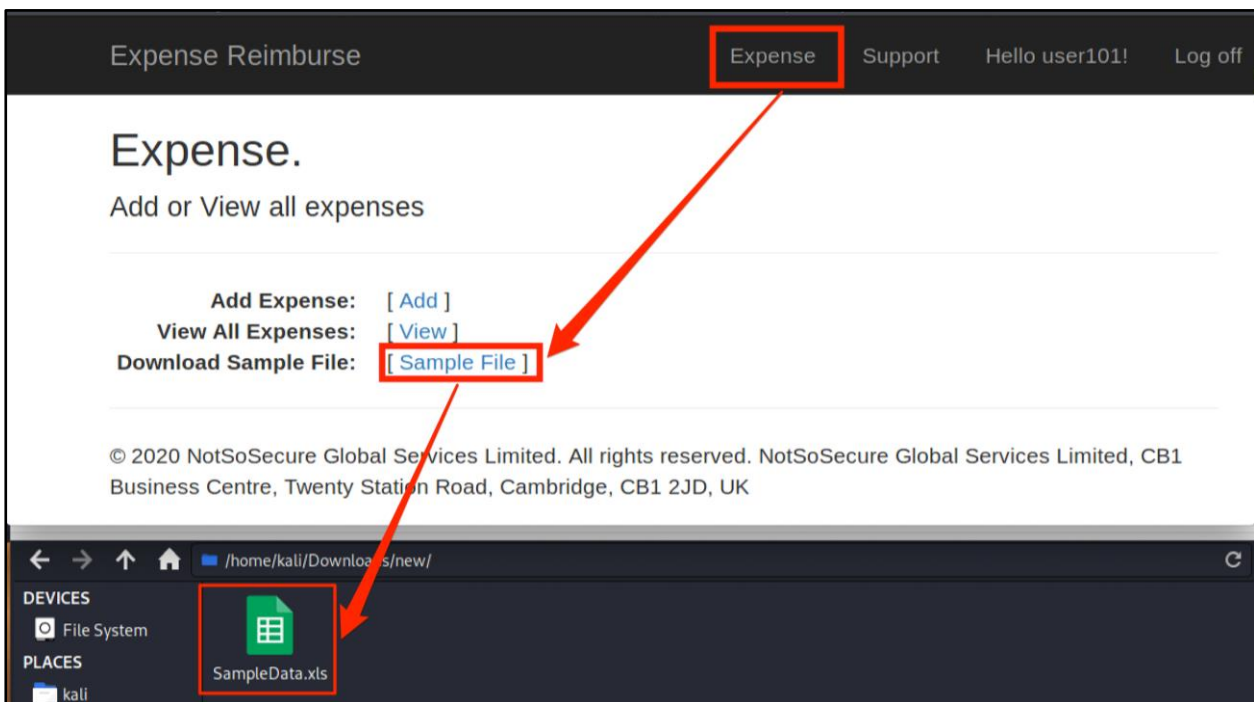 Expense Reimburse Expense Support Hello user101! Log off
Expense.
Add or View all expenses
Add Expense: [ Add ]
View All Expenses: [ View ]
Download Sample File: [ Sample File ]
© 2020 NotSoSecure Global Services Limited. All rights reserved. NotSoSecure Global Services Limited, CB1
Business Centre, Twenty Station Road, Cambridge, CB1 2JD, UK
/home/kali/Downloads/new/
DEVICES
File System
PLACES
kali
SampleData.xls